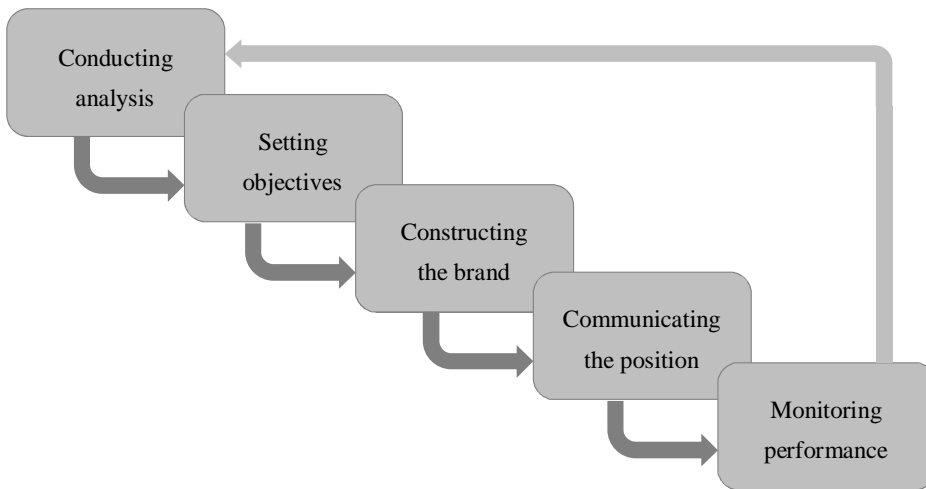 Conducting
analysis
Setting
objectives
Constructing
the brand
Communicating
the position
Monitoring
performance